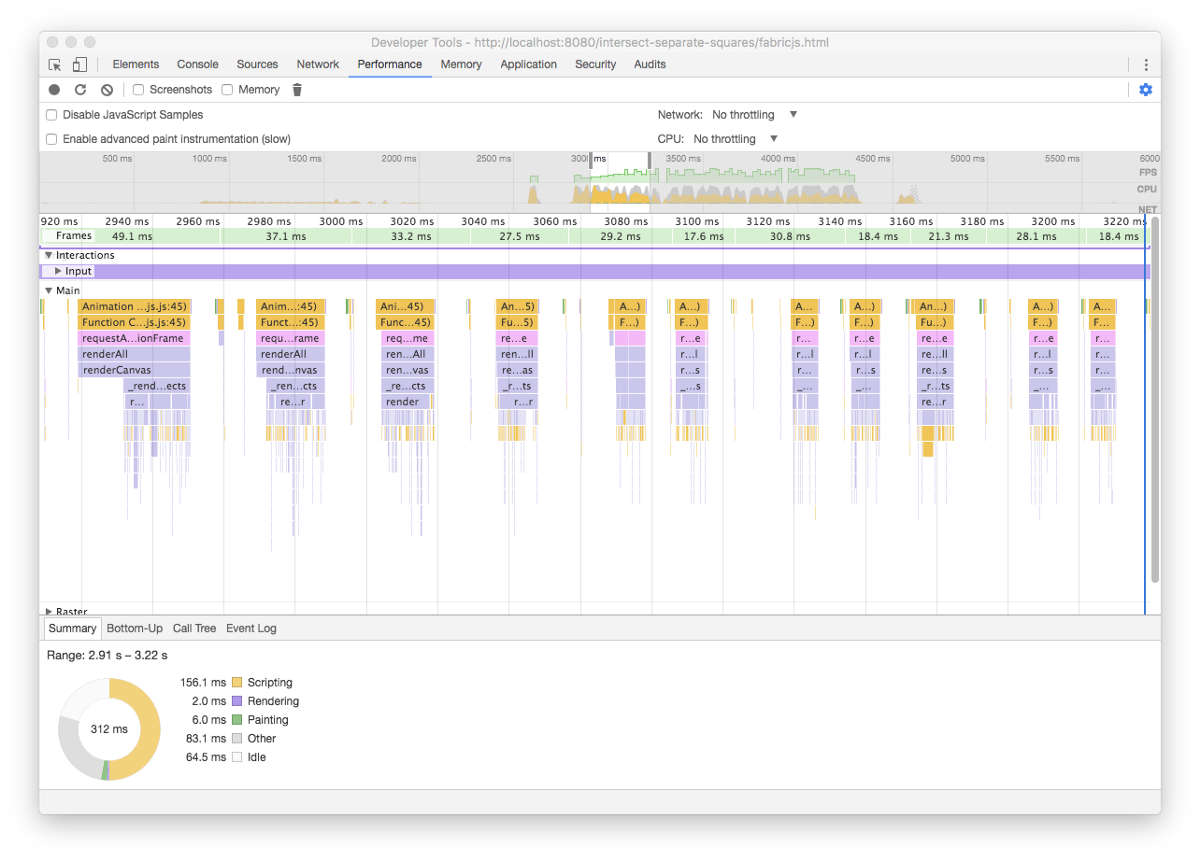 Developer Tools - http://localhost:8080/intersect-separate-squares/fabricjs.html
Elements Console Sources Network Performance Memory Application Security Audits
Screenshots Memory
Disable JavaScript Samples Network: No throttling ▼
Enable advanced paint instrumentation (slow) CPU: No throttling ▼
500 ms 1000 ms 1500 ms 2000 ms 2500 ms 300 ms 3500 ms 4000 ms 4500 ms 5000 ms 5500 ms 6000
FPS
CPU
NET
920 ms 2940 ms 2960 ms 2980 ms 3000 ms 3020 ms 3040 ms 3060 ms 3080 ms 3100 ms 3120 ms 3140 ms 3160 ms 3180 ms 3200 ms 3220 ms
Frames 49.1 ms 37.1 ms 33.2 ms 27.5 ms 29.2 ms 17.6 ms 30.8 ms 18.4 ms 21.3 ms 28.1 ms 18.4 ms
▼ Interactions
▶ Input
▼ Main
Animation ...js.js:45) Anim...:45) Ani...45) An...5) A...) A...) A...) A...) An...) A...) A...)
Function C...js.js:45) Funct...:45) Func...45) Fu...5) F...) F...) F...) F...) Fu...) F...) F...)
requestA...ionFrame requ...rame req...me re...e r...e r... r...e re...e r...e r...
renderAll renderAll ren...All ren...ll r...l r...l r...l re...ll r...l r...
renderCanvas rend...nvas ren...vas re...as r...s r... r...s re...s r...s r...
_rend...ects _ren...cts _re...cts _r...ts _...s _... _... _r...ts _... _...
r... re...r render r...r re...r
▶ Raster
Summary Bottom-Up Call Tree Event Log
Range: 2.91 s – 3.22 s
312 ms
156.1 ms Scripting
2.0 ms Rendering
6.0 ms Painting
83.1 ms Other
64.5 ms Idle